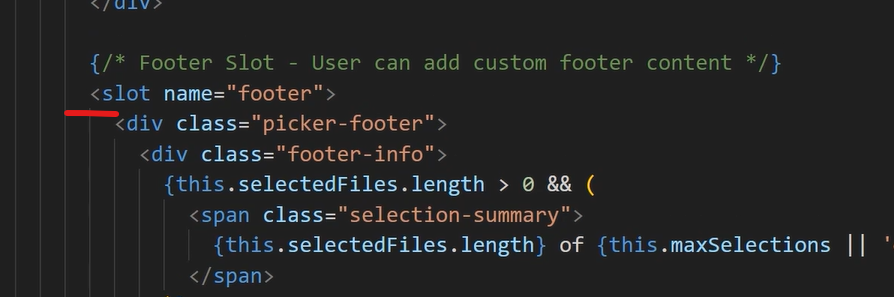 </div>
{/* Footer Slot - User can add custom footer content */}
<slot name="footer">
<div class="picker-footer">
<div class="footer-info">
{this.selectedFiles.length > 0 && (
<span class="selection-summary">
{this.selectedFiles.length} of {this.maxSelections || '
</span>